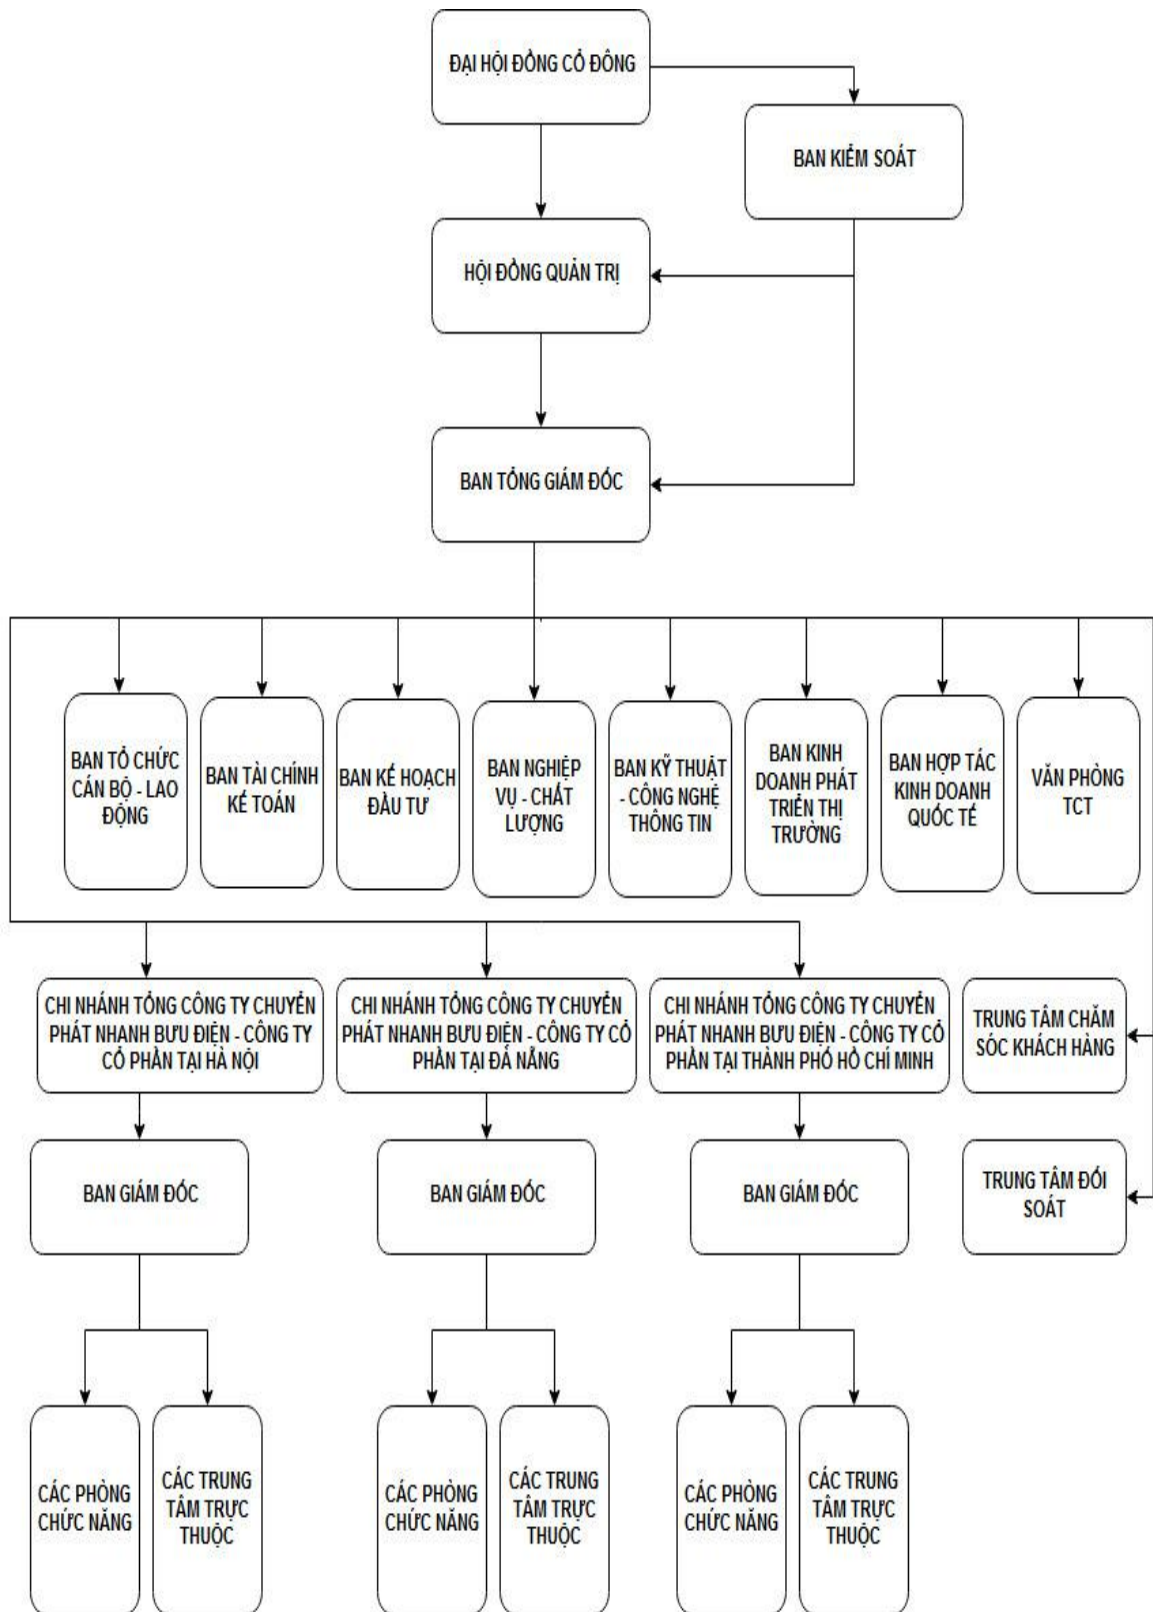 ĐẠI HỘI ĐỒNG CỔ ĐÔNG
BAN KIỂM SOÁT
HỘI ĐỒNG QUẢN TRỊ
BAN TỔNG GIÁM ĐỐC
BAN TỔ CHỨC
CÁN BỘ - LAO
ĐỘNG
BAN TÀI CHÍNH
KẾ TOÁN
BAN KẾ HOẠCH
ĐẦU TƯ
BAN NGHIỆP
VỤ - CHẤT
LƯỢNG
BAN KỸ THUẬT
- CÔNG NGHỆ
THÔNG TIN
BAN KINH
DOANH PHÁT
TRIỂN THỊ
TRƯỜNG
BAN HỢP TÁC
KINH DOANH
QUỐC TẾ
VĂN PHÒNG
TCT
CHI NHÁNH TỔNG CÔNG TY CHUYỂN
PHÁT NHANH BƯU ĐIỆN - CÔNG TY
CỔ PHẦN TẠI HÀ NỘI
CHI NHÁNH TỔNG CÔNG TY CHUYỂN
PHÁT NHANH BƯU ĐIỆN - CÔNG TY CỔ
PHẦN TẠI ĐÀ NẴNG
CHI NHÁNH TỔNG CÔNG TY CHUYỂN
PHÁT NHANH BƯU ĐIỆN - CÔNG TY CỔ
PHẦN TẠI THÀNH PHỐ HỒ CHÍ MINH
TRUNG TÂM CHĂM
SÓC KHÁCH HÀNG
BAN GIÁM ĐỐC
BAN GIÁM ĐỐC
BAN GIÁM ĐỐC
TRUNG TÂM ĐỐI
SOÁT
CÁC PHÒNG
CHỨC NĂNG
CÁC TRUNG
TÂM TRỰC
THUỘC
CÁC PHÒNG
CHỨC NĂNG
CÁC TRUNG
TÂM TRỰC
THUỘC
CÁC PHÒNG
CHỨC NĂNG
CÁC TRUNG
TÂM TRỰC
THUỘC